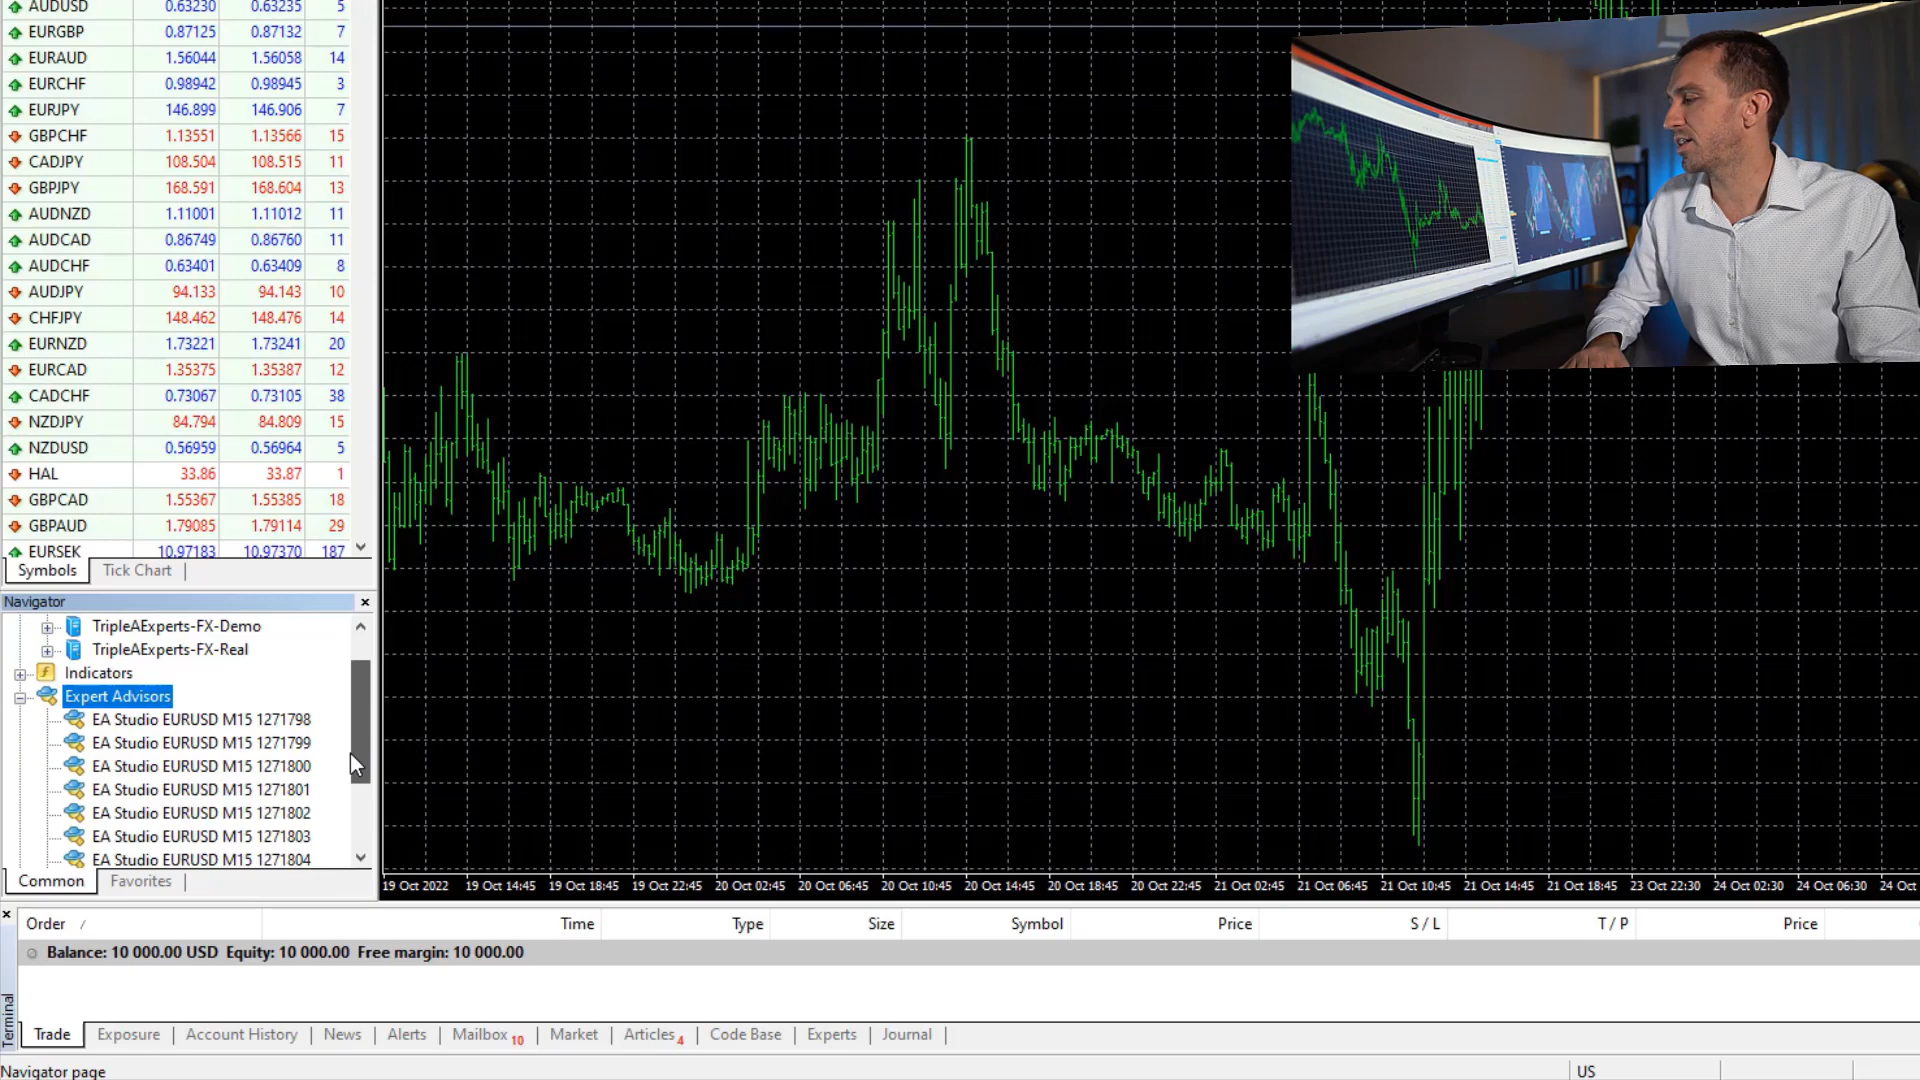 AUDUSD 0.63230 0.63235 5
EURGBP 0.87125 0.87132 7
EURAUD 1.56044 1.56058 14
EURCHF 0.98942 0.98945 3
EURJPY 146.899 146.906 7
GBPCHF 1.13551 1.13566 15
CADJPY 108.504 108.515 11
GBPJPY 168.591 168.604 13
AUDNZD 1.11001 1.11012 11
AUDCAD 0.86749 0.86760 11
AUDCHF 0.63401 0.63409 8
AUDJPY 94.133 94.143 10
CHFJPY 148.462 148.476 14
EURNZD 1.73221 1.73241 20
EURCAD 1.35375 1.35387 12
CADCHF 0.73067 0.73105 38
NZDJPY 84.794 84.809 15
NZDUSD 0.56959 0.56964 5
HAL 33.86 33.87 1
GBPCAD 1.55367 1.55385 18
GBPAUD 1.79085 1.79114 29
EURSEK 10.97183 10.97370 187
Symbols Tick Chart
Navigator
TripleAExperts-FX-Demo
TripleAExperts-FX-Real
Indicators
Expert Advisors
EA Studio EURUSD M15 1271798
EA Studio EURUSD M15 1271799
EA Studio EURUSD M15 1271800
EA Studio EURUSD M15 1271801
EA Studio EURUSD M15 1271802
EA Studio EURUSD M15 1271803
EA Studio EURUSD M15 1271804
Common Favorites
19 Oct 2022 19 Oct 14:45 19 Oct 18:45 19 Oct 22:45 20 Oct 02:45 20 Oct 06:45 20 Oct 10:45 20 Oct 14:45 20 Oct 18:45 20 Oct 22:45 21 Oct 02:45 21 Oct 06:45 21 Oct 10:45 21 Oct 14:45 21 Oct 18:45 23 Oct 22:30 24 Oct 02:30 24 Oct 06:30 24 Oct
Order / Time Type Size Symbol Price S / L T / P Price
Balance: 10 000.00 USD Equity: 10 000.00 Free margin: 10 000.00
Terminal
Trade Exposure Account History News Alerts Mailbox 10 Market Articles 4 Code Base Experts Journal
Navigator page US